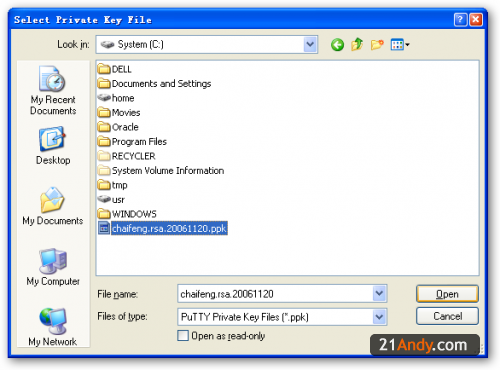 Select Private Key File
Look in: System (C:)
DELL
Documents and Settings
home
Movies
Oracle
Program Files
RECYCLER
System Volume Information
tmp
usr
WINDOWS
chaifeng.rsa.20061120.ppk
My Recent
Documents
Desktop
My Documents
My Computer
My Network
File name: chaifeng.rsa.20061120 Open
Files of type: PuTTY Private Key Files (*.ppk) Cancel
Open as read-only
21Andy.com